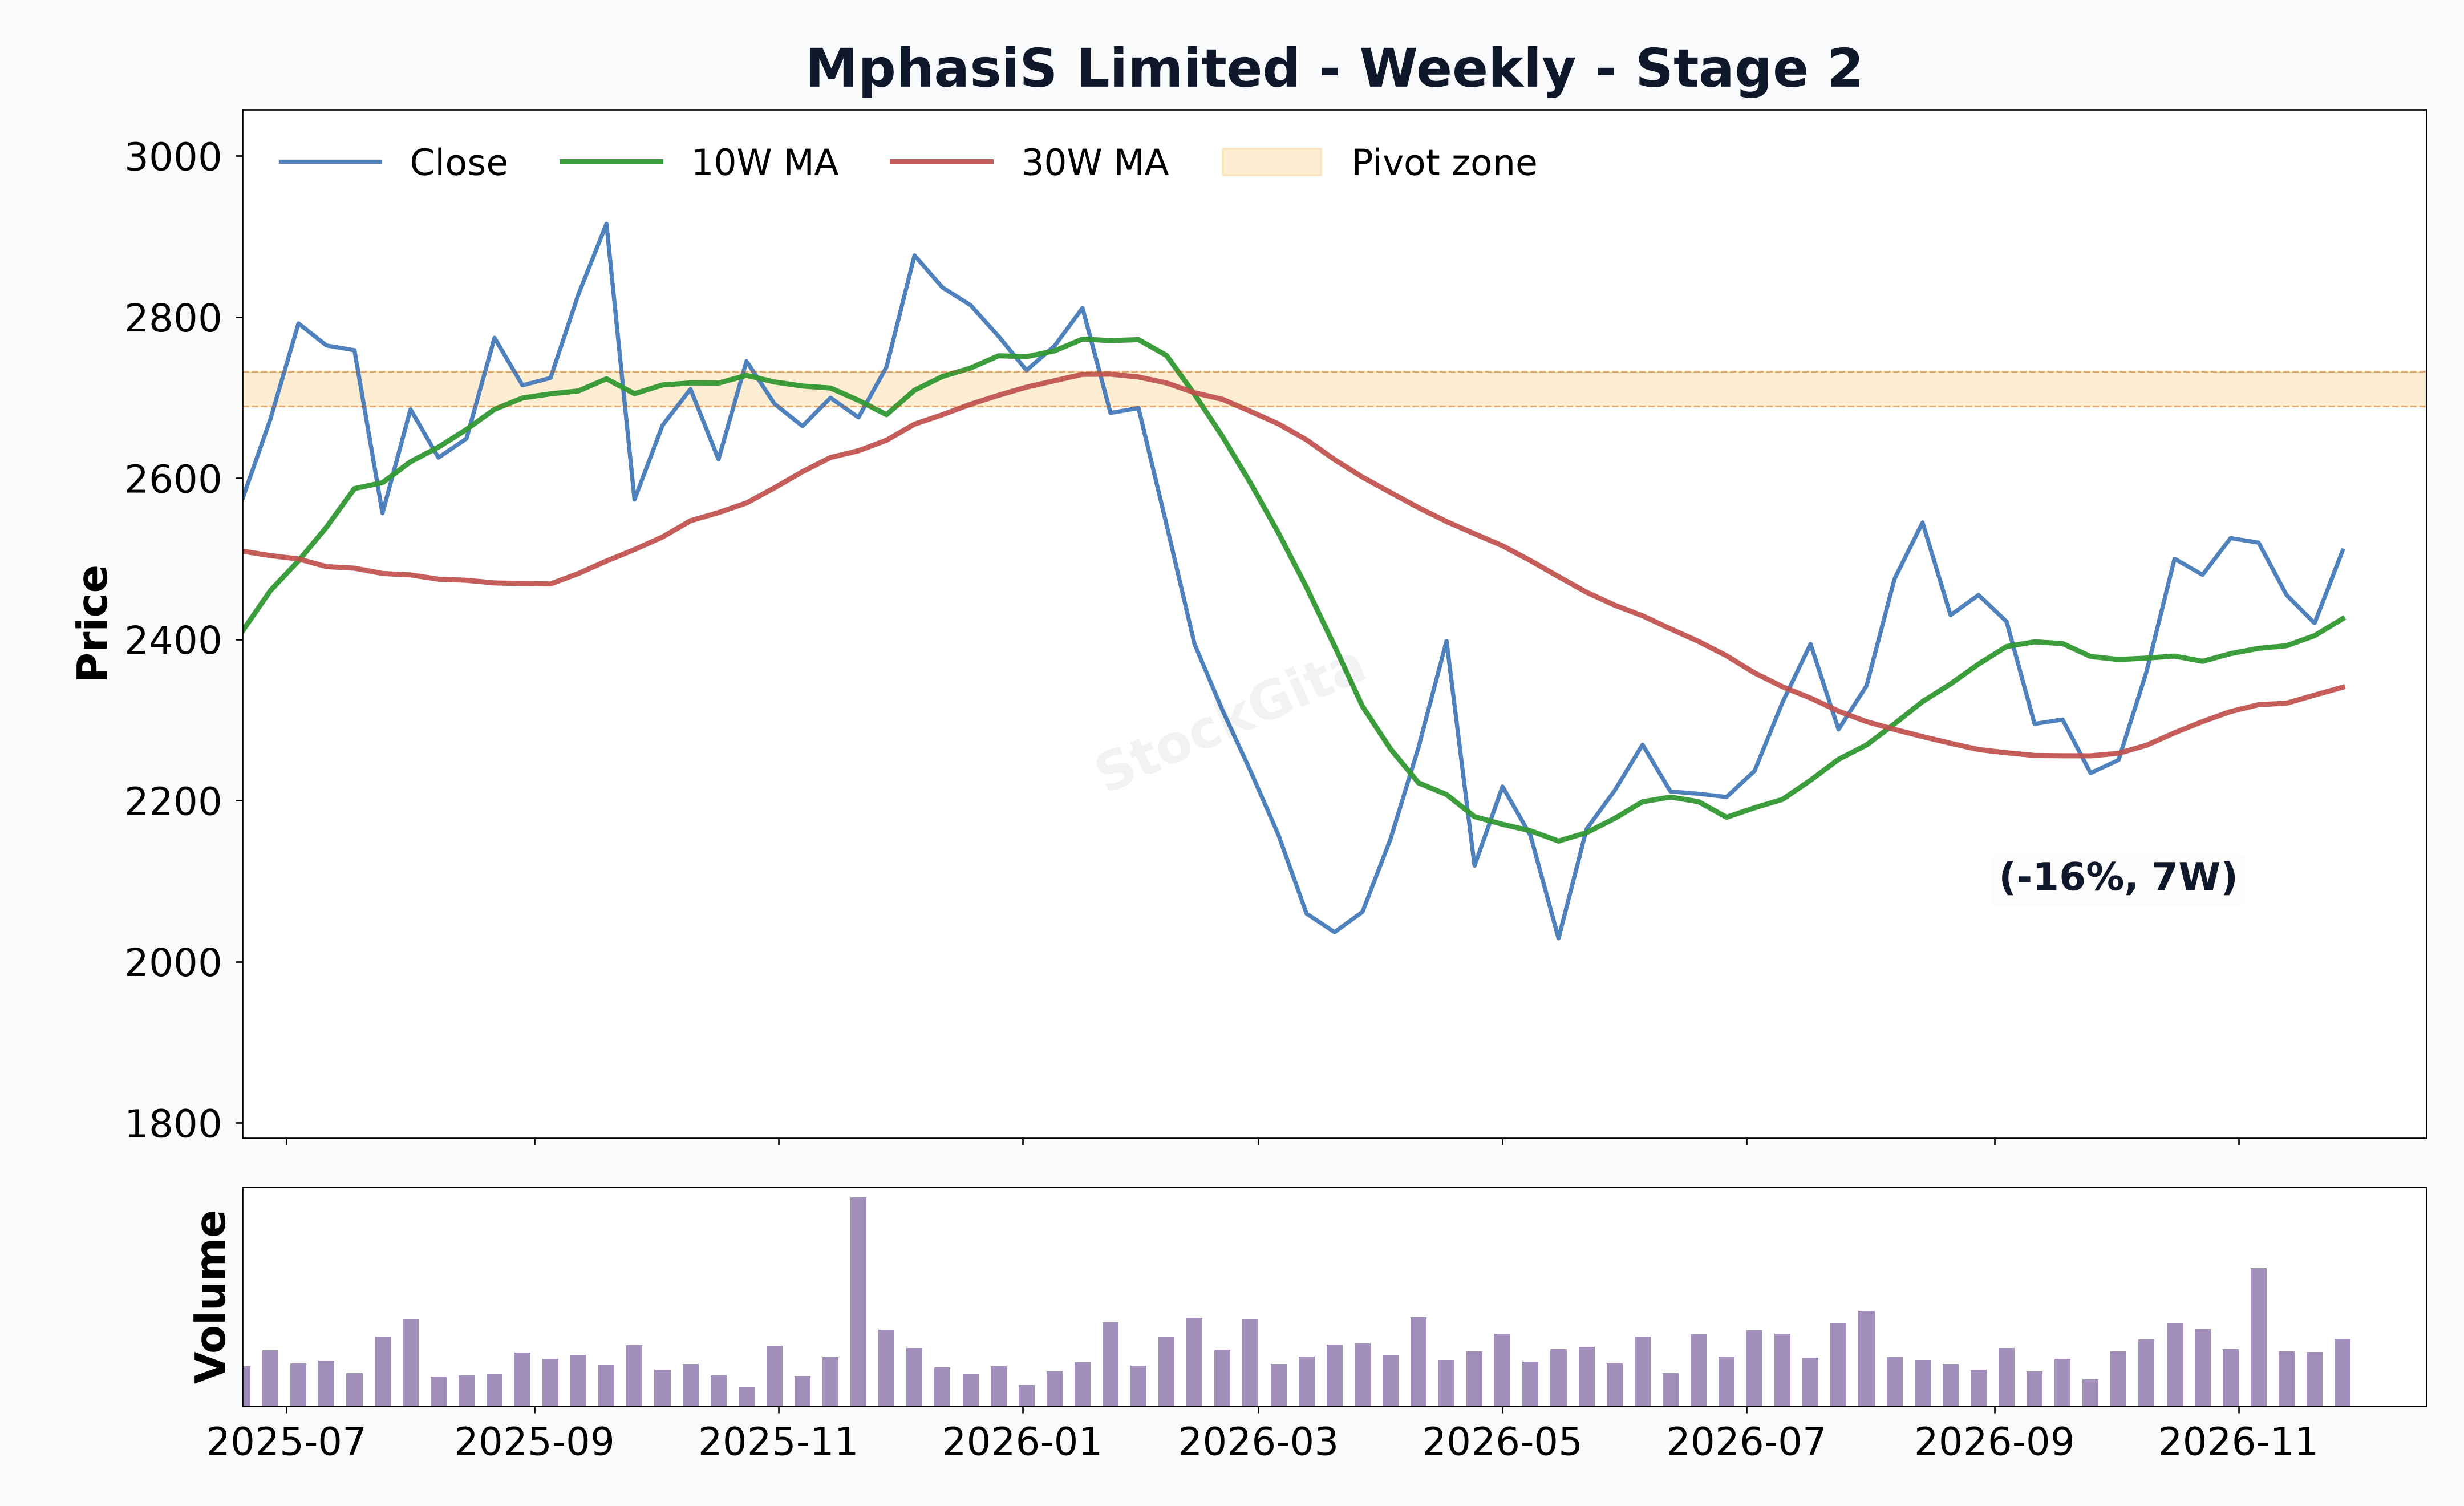 MphasiS Limited - Weekly - Stage 2
Close 10W MA 30W MA Pivot zone
3000
2800
2600
2400
2200
2000
1800
Price
StockGita
(-16%, 7W)
Volume
2025-07 2025-09 2025-11 2026-01 2026-03 2026-05 2026-07 2026-09 2026-11